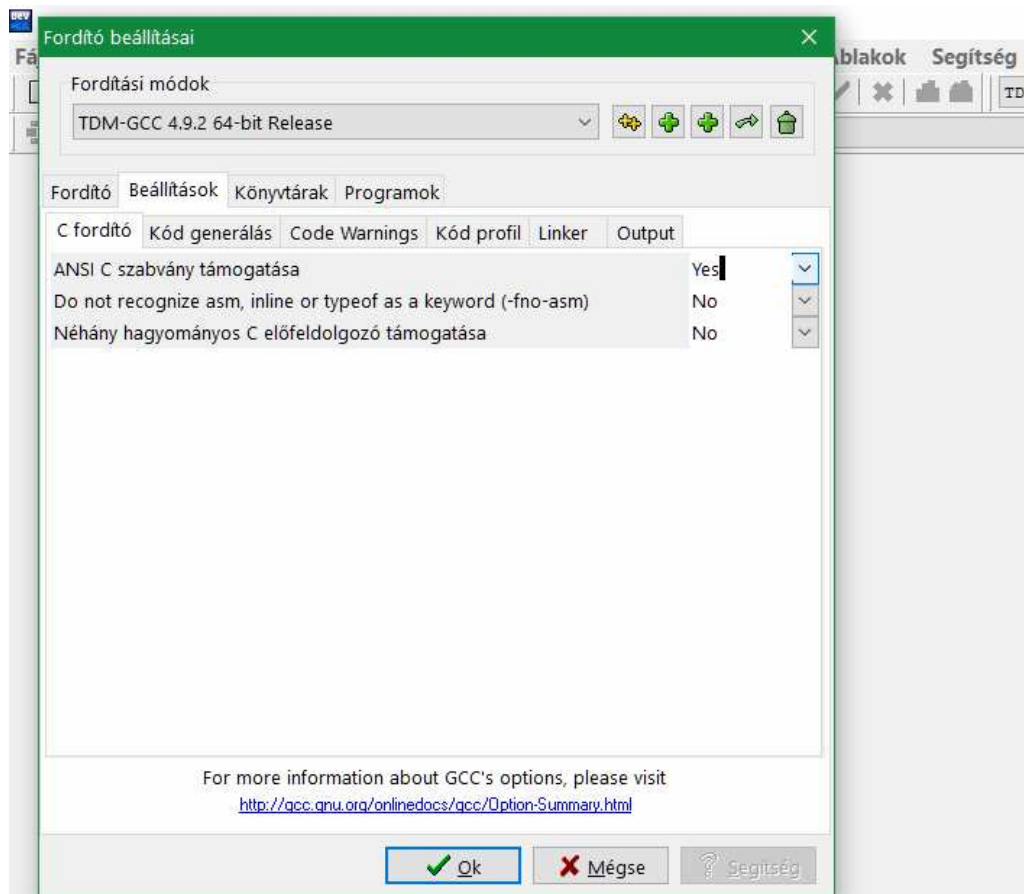 DEV
Fordító beállításai
Fá
blakok Segítség
Fordítási módok
TDM-GCC 4.9.2 64-bit Release
TD
Fordító Beállítások Könyvtárak Programok
C fordító Kód generálás Code Warnings Kód profil Linker Output
ANSI C szabvány támogatása Yes
Do not recognize asm, inline or typeof as a keyword (-fno-asm) No
Néhány hagyományos C előfeldolgozó támogatása No
For more information about GCC's options, please visit
http://gcc.gnu.org/onlinedocs/gcc/Option-Summary.html
Ok Mégse Segítség